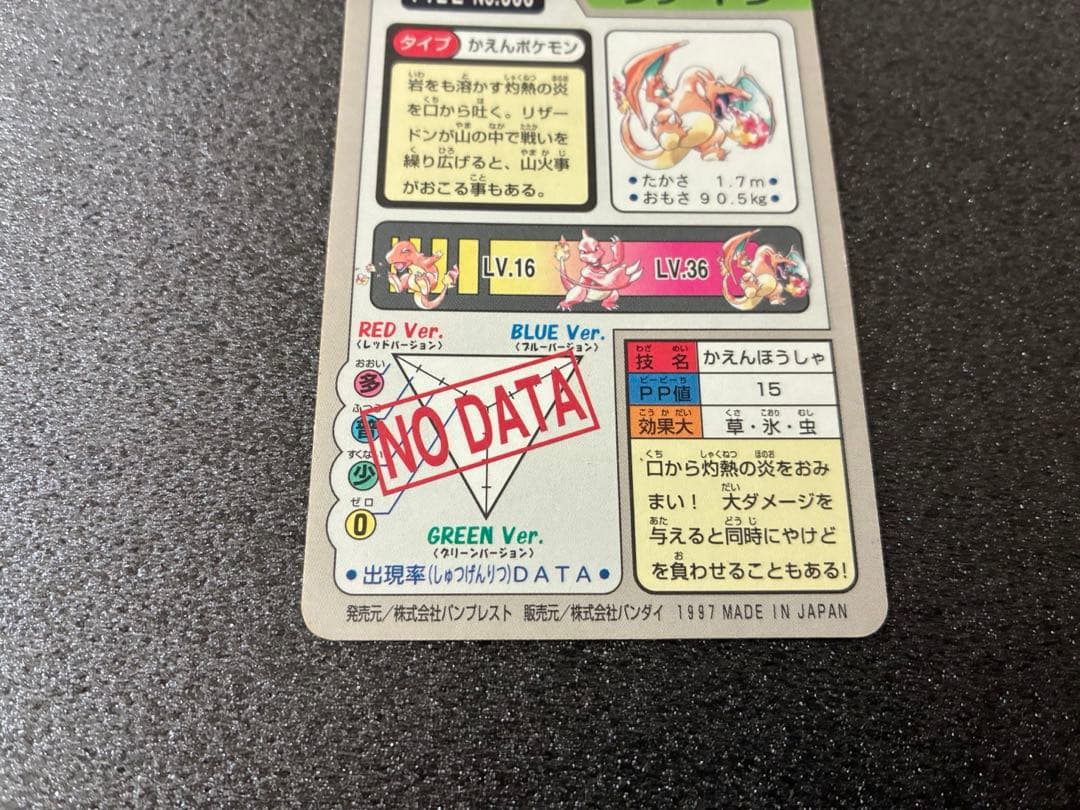 タイプ かえんポケモン
岩をも溶かす灼熱の炎
を口から吐く。リザー
ドンが山の中で戦いを
繰り広げると、山火事
がおこる事もある。
•たかさ 1.7m•
•おもさ 90.5kg•
LV.16 LV.36
RED Ver.
(レッドバージョン)
BLUE Ver.
(ブルーバージョン)
おおい
多
普
すくない
少
ゼロ
0
NO DATA
GREEN Ver.
(グリーンバージョン)
•出現率(しゅつげんりつ)DATA•
技名 かえんほうしゃ
PP値 15
効果大 草・氷・虫
口から灼熱の炎をおみ
まい! 大ダメージを
与えると同時にやけど
を負わせることもある!
発売元/株式会社バンプレスト 販売元/株式会社バンダイ 1997 MADE IN JAPAN